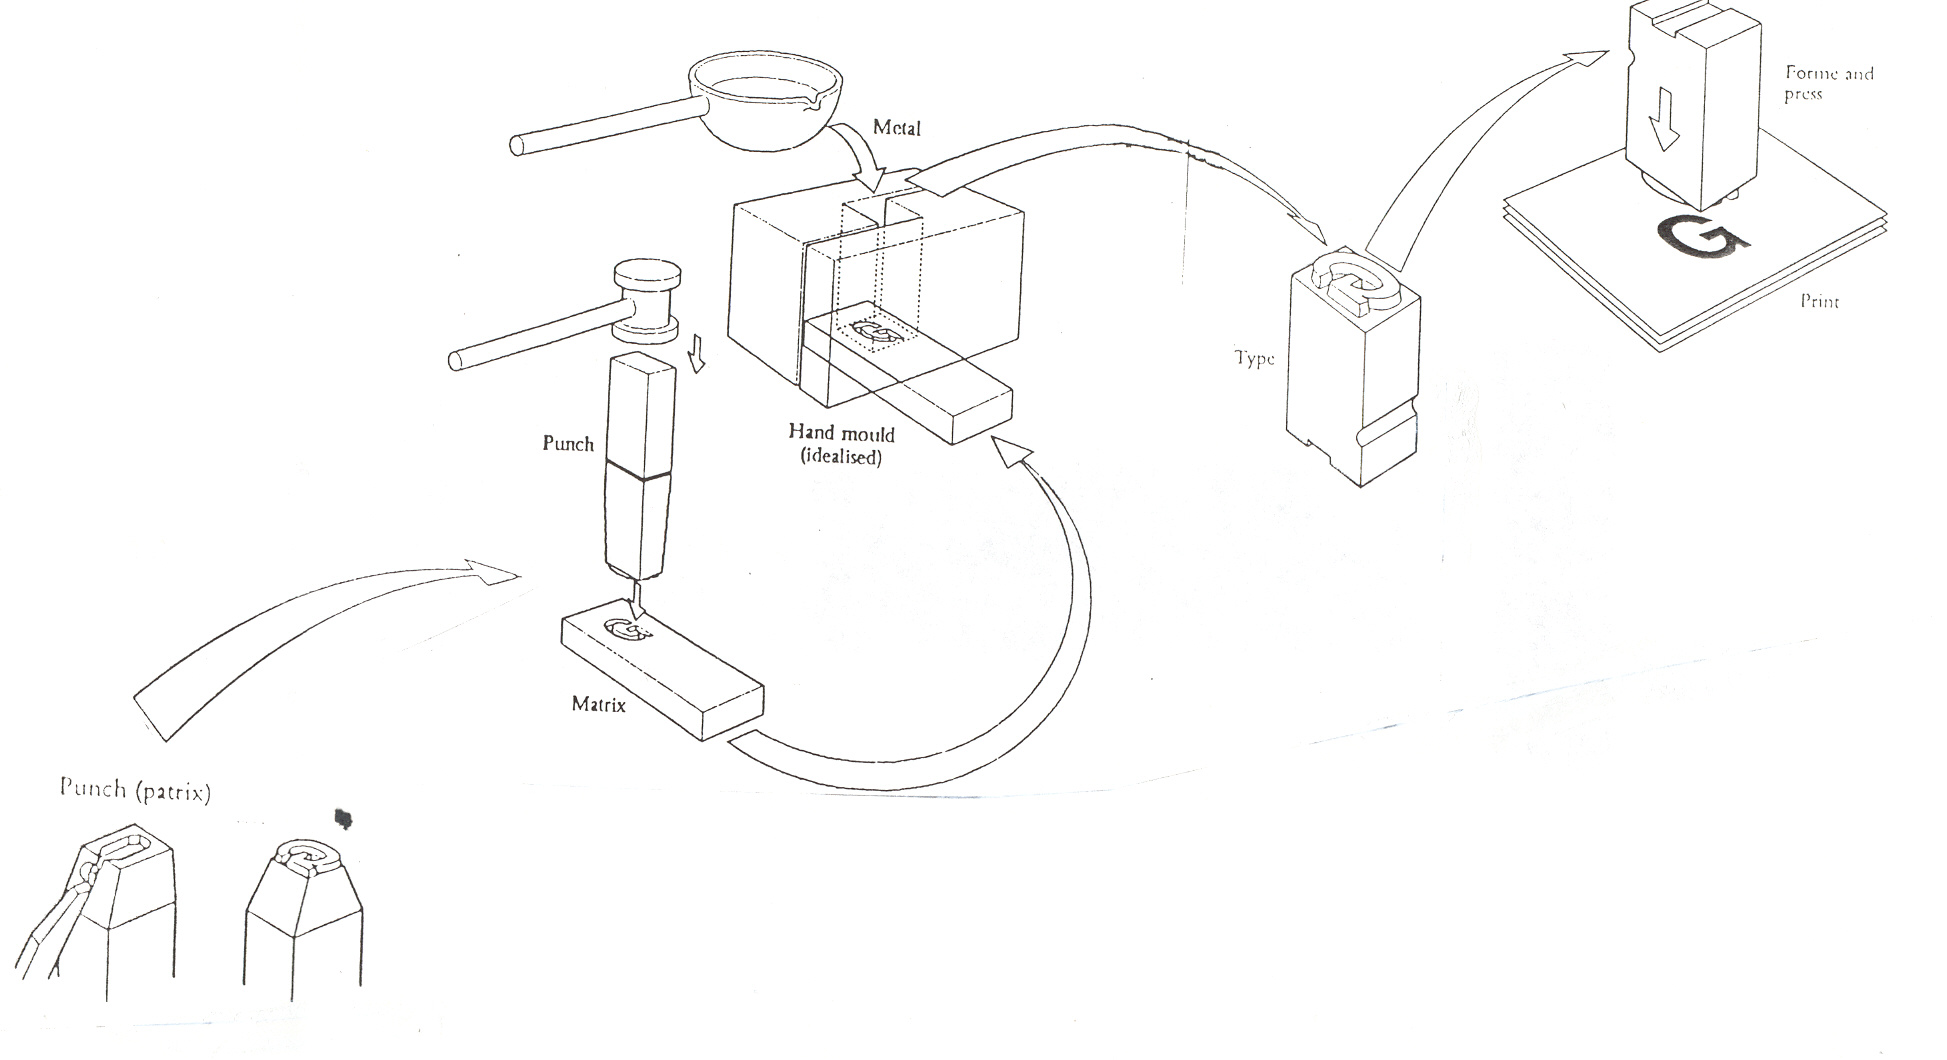 Metal
Forme and
press
Print
Type
Hand mould
(idealised)
Punch
Matrix
Punch (patrix)
G